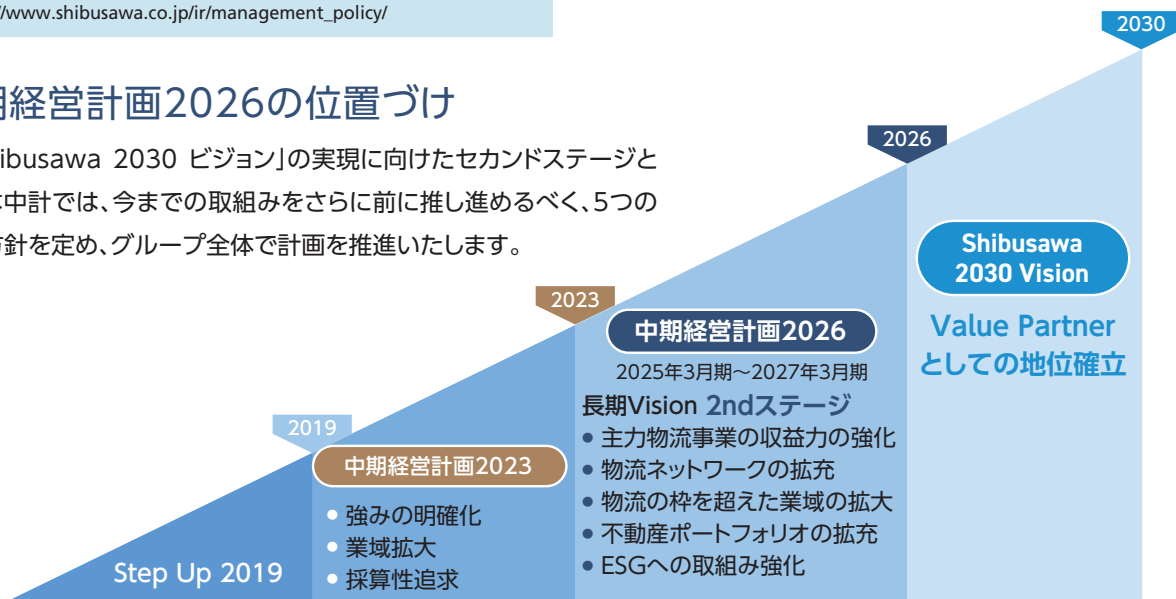 //www.shibusawa.co.jp/ir/management_policy/
経営計画2026の位置づけ
ibusawa 2030 ビジョン」の実現に向けたセカンドステージと
中計では、今までの取組みをさらに前に推し進めるべく、5つの
針を定め、グループ全体で計画を推進いたします。
2030
2026
Shibusawa
2030 Vision
Value Partner
としての地位確立
2023
中期経営計画2026
2025年3月期～2027年3月期
長期Vision 2ndステージ
● 主力物流事業の収益力の強化
● 物流ネットワークの拡充
● 物流の枠を超えた業域の拡大
● 不動産ポートフォリオの拡充
● ESGへの取組み強化
2019
中期経営計画2023
● 強みの明確化
● 業域拡大
● 採算性追求
Step Up 2019